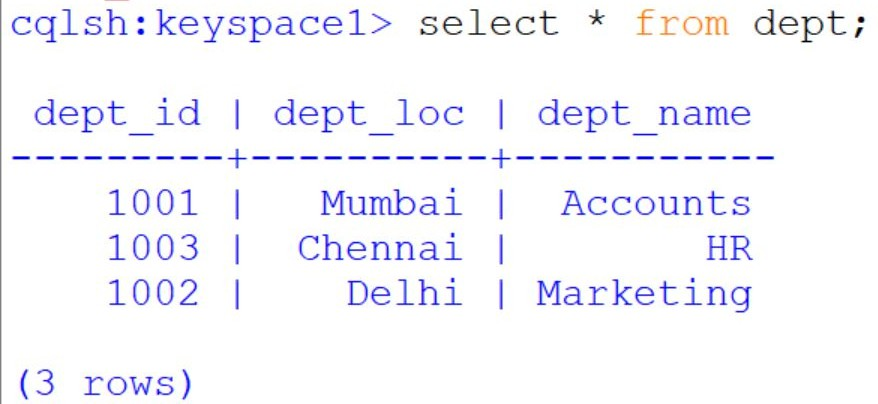 cqlsh:keyspace1> select * from dept;
 dept_id | dept_loc | dept_name
---------+----------+-----------
    1001 |   Mumbai |  Accounts
    1003 |  Chennai |        HR
    1002 |    Delhi | Marketing
(3 rows)